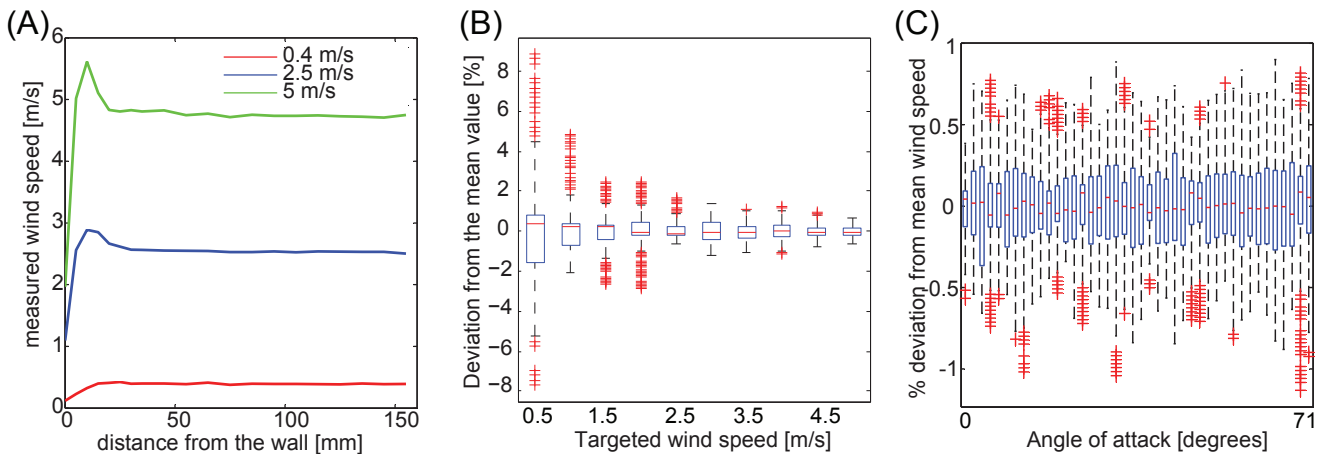 (A)
measured wind speed [m/s]
6
5
4
3
2
1
0
0.4 m/s
2.5 m/s
5 m/s
0 50 100 150
distance from the wall [mm]
(B)
Deviation from the mean value [%]
8
6
4
2
0
−2
−4
−6
−8
0.5 1.5 2.5 3.5 4.5
Targeted wind speed [m/s]
(C)
% deviation from mean wind speed
1
0.5
0
-0.5
-1
0 71
Angle of attack [degrees]